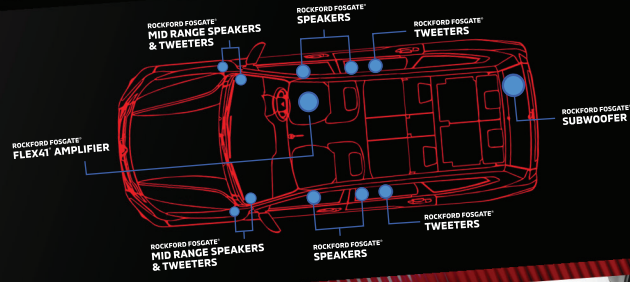 ROCKFORD FOSGATE®
MID RANGE SPEAKERS
& TWEETERS
ROCKFORD FOSGATE®
SPEAKERS
ROCKFORD FOSGATE®
TWEETERS
ROCKFORD FOSGATE®
SUBWOOFER
ROCKFORD FOSGATE®
FLEX41® AMPLIFIER
ROCKFORD FOSGATE®
MID RANGE SPEAKERS
& TWEETERS
ROCKFORD FOSGATE®
SPEAKERS
ROCKFORD FOSGATE®
TWEETERS